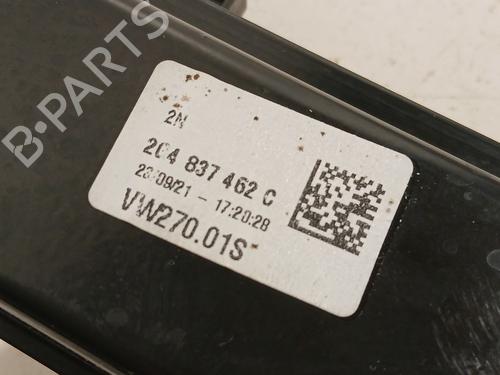 B-PARTS
2N
2G4 837 462 C
23/09/21 - 17:20:28
VW270.01S